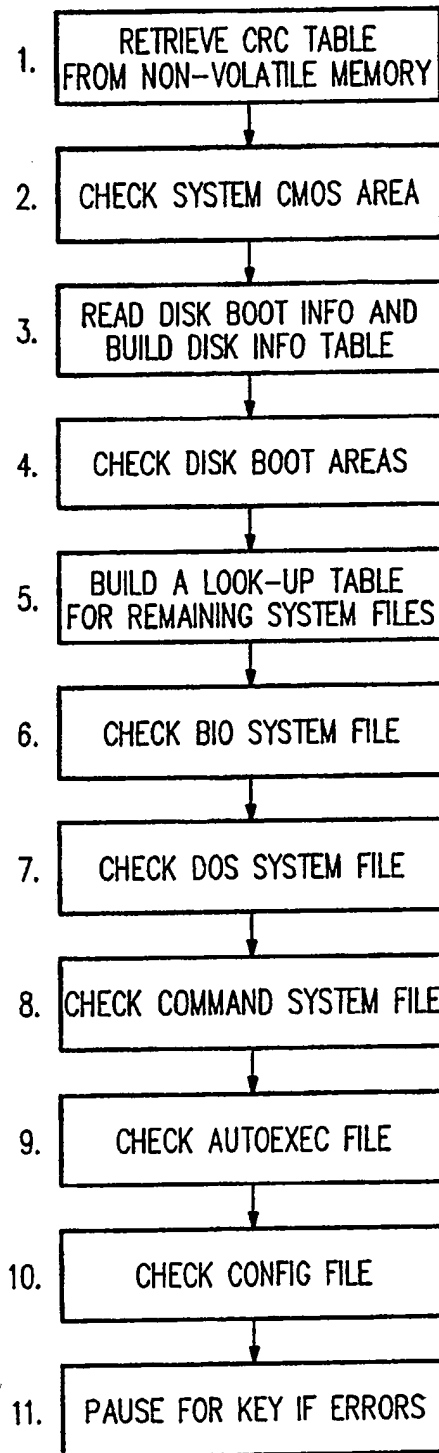 1. RETRIEVE CRC TABLE
FROM NON-VOLATILE MEMORY
2. CHECK SYSTEM CMOS AREA
3. READ DISK BOOT INFO AND
BUILD DISK INFO TABLE
4. CHECK DISK BOOT AREAS
5. BUILD A LOOK-UP TABLE
FOR REMAINING SYSTEM FILES
6. CHECK BIO SYSTEM FILE
7. CHECK DOS SYSTEM FILE
8. CHECK COMMAND SYSTEM FILE
9. CHECK AUTOEXEC FILE
10. CHECK CONFIG FILE
11. PAUSE FOR KEY IF ERRORS